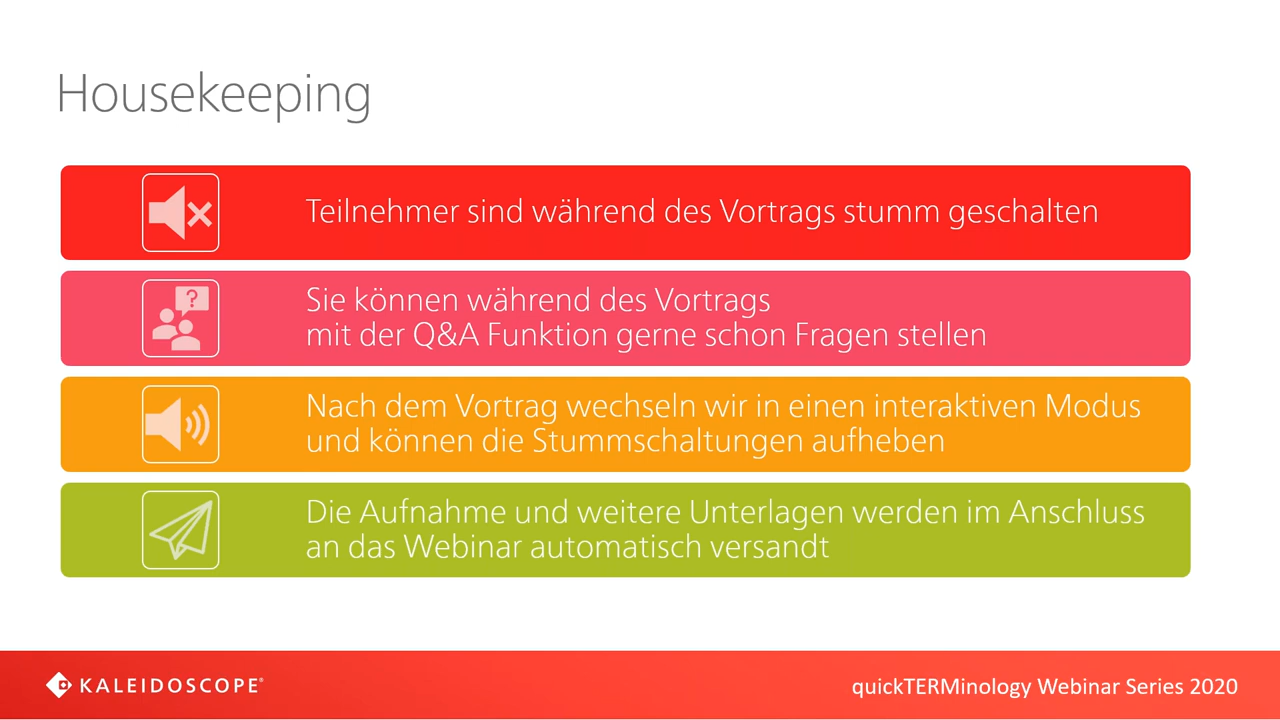 Housekeeping
Teilnehmer sind während des Vortrags stumm geschalten
Sie können während des Vortrags
mit der Q&A Funktion gerne schon Fragen stellen
Nach dem Vortrag wechseln wir in einen interaktiven Modus
und können die Stummschaltungen aufheben
Die Aufnahme und weitere Unterlagen werden im Anschluss
an das Webinar automatisch versandt
KALEIDOSCOPE®
quickTERMinology Webinar Series 2020